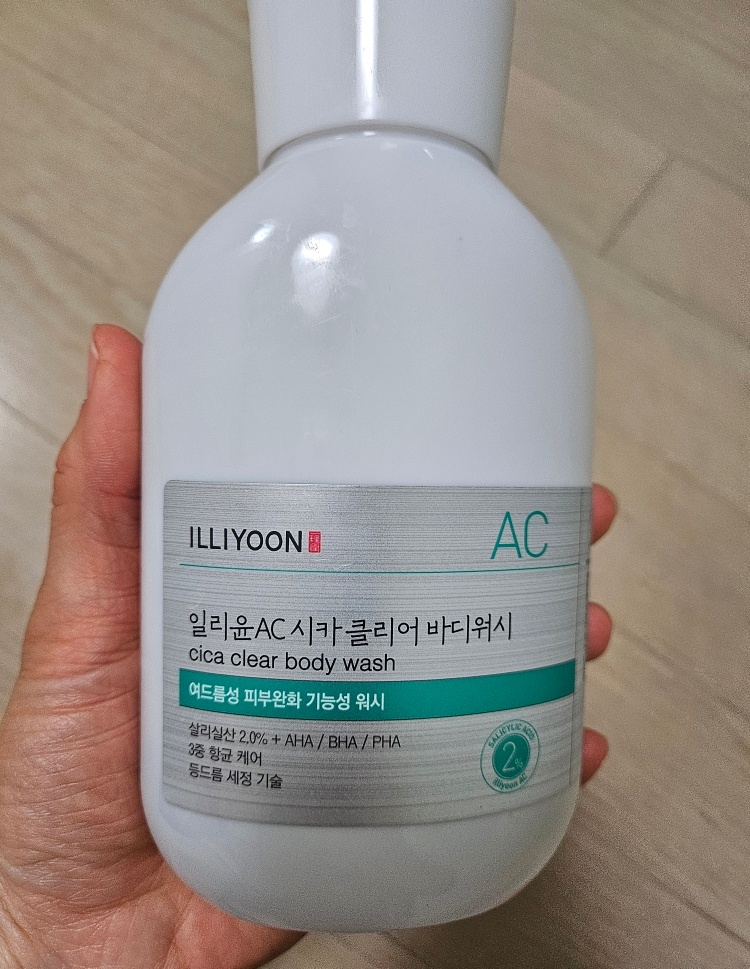 ILLIYOON
AC
일리윤AC 시카 클리어 바디워시
cica clear body wash
여드름성 피부완화 기능성 워시
살리실산 2.0% + AHA / BHA / PHA
3중 항균 케어
등드름 세정 기술
SALICYLIC ACID
2%
illiyoon AC